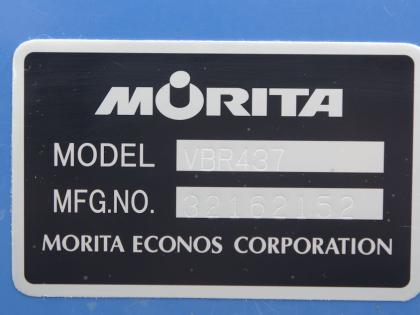 MORITA
MODEL VBR437
MFG.NO. 32162152
MORITA ECONOS CORPORATION